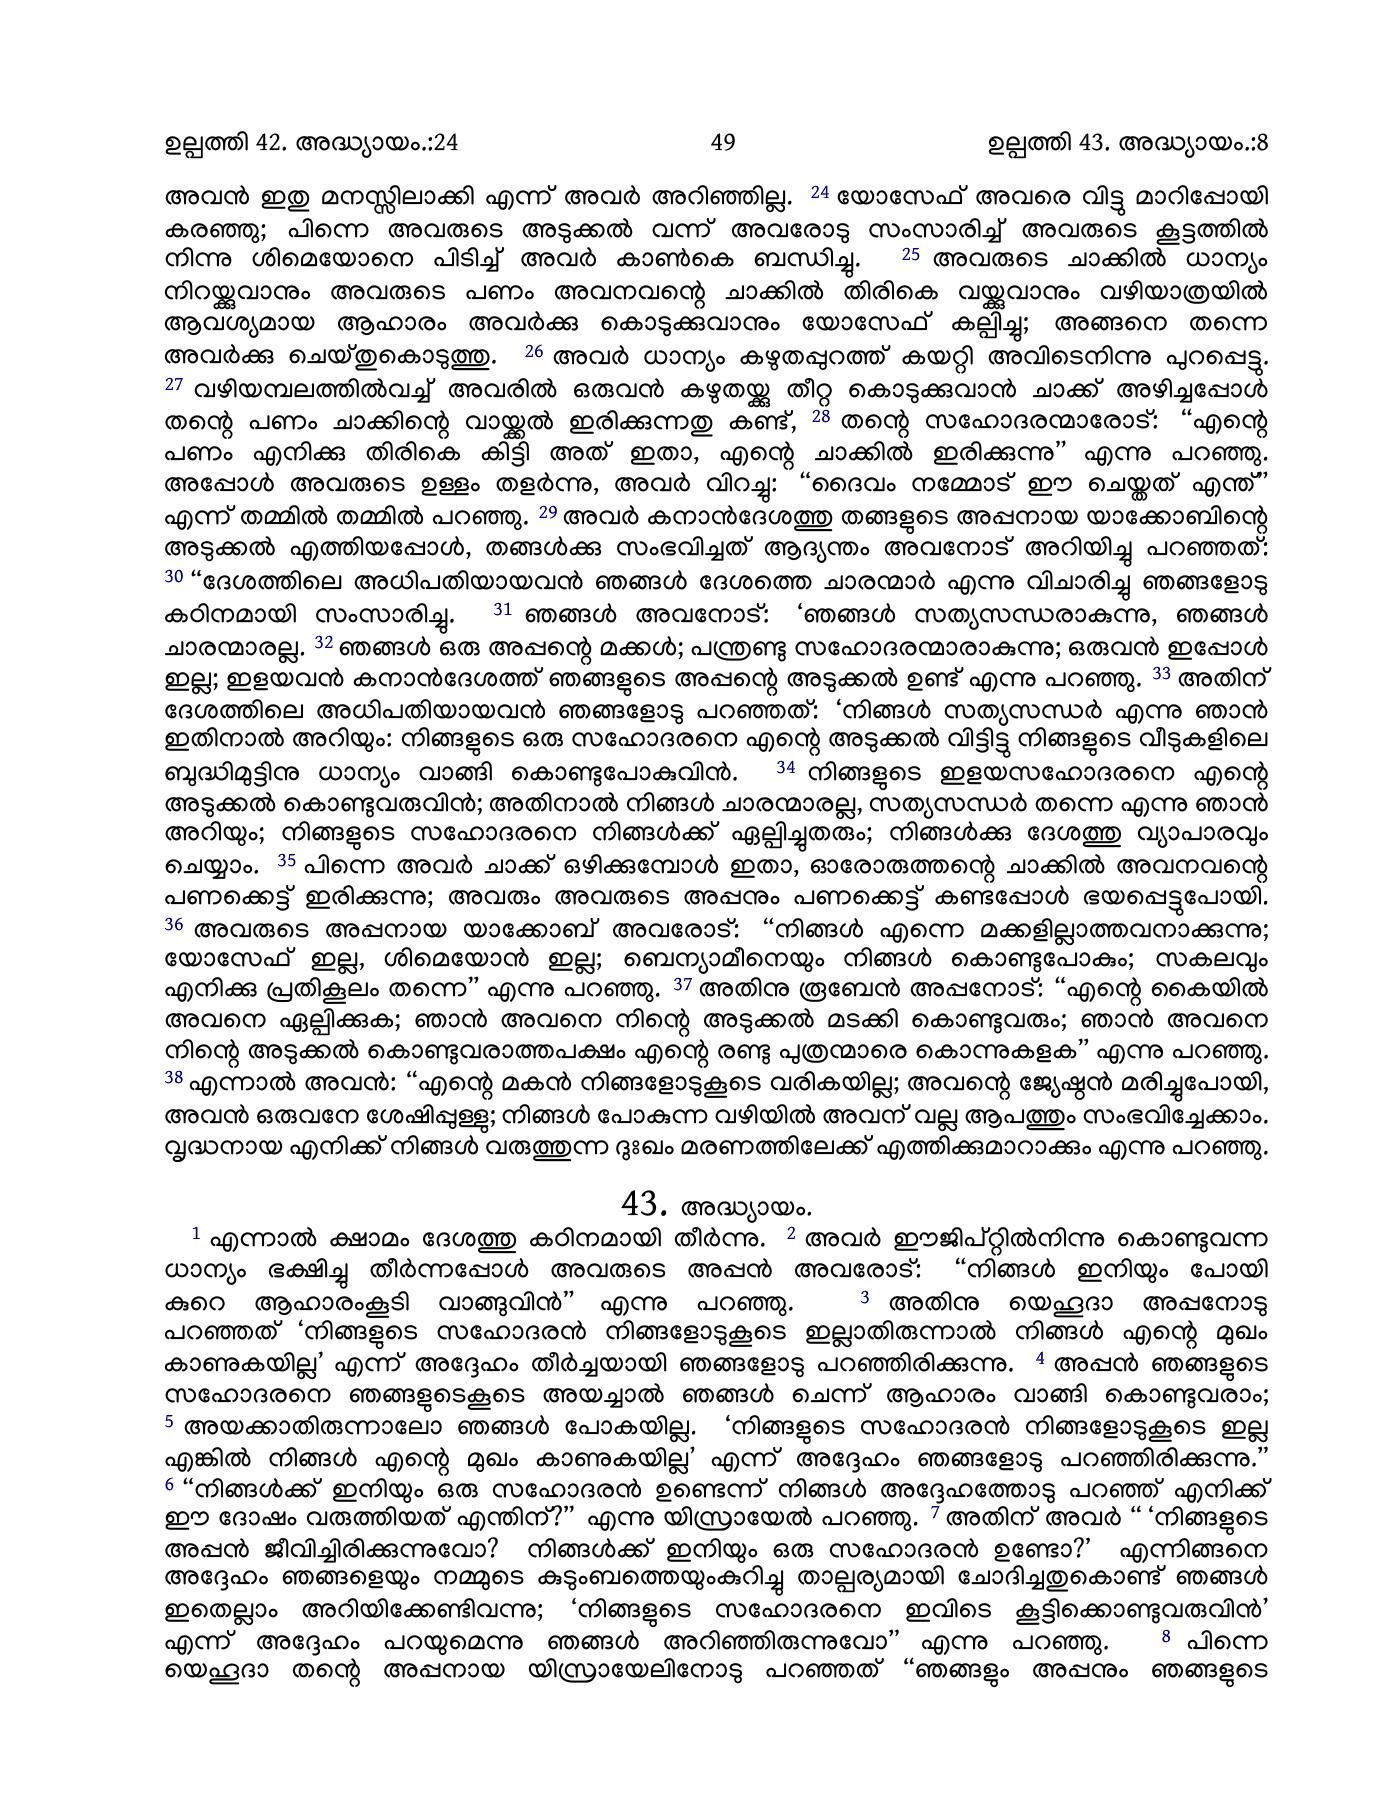 ഉല്പത്തി 42. അദ്ധ്യായം.:24 49 ഉല്പത്തി 43. അദ്ധ്യായം.:8
അവൻ ഇതു മനസ്സിലാക്കി എന്ന് അവർ അറിഞ്ഞില്ല. 24 യോസേഫ് അവരെ വിട്ടു മാറിപ്പോയി
കരഞ്ഞു; പിന്നെ അവരുടെ അടുക്കൽ വന്ന് അവരോടു സംസാരിച്ച് അവരുടെ കൂട്ടത്തിൽ
നിന്നു ശിമെയോനെ പിടിച്ച് അവർ കാൺകെ ബന്ധിച്ചു. 25 അവരുടെ ചാക്കിൽ ധാന്യം
നിറയ്ക്കുവാനും അവരുടെ പണം അവനവന്റെ ചാക്കിൽ തിരികെ വയ്ക്കുവാനും വഴിയാത്രയിൽ
ആവശ്യമായ ആഹാരം അവർക്കു കൊടുക്കുവാനും യോസേഫ് കല്പിച്ചു; അങ്ങനെ തന്നെ
അവർക്കു ചെയ്തുകൊടുത്തു. 26 അവർ ധാന്യം കഴുതപ്പുറത്ത് കയറ്റി അവിടെനിന്നു പുറപ്പെട്ടു.
27 വഴിയമ്പലത്തിൽവച്ച് അവരിൽ ഒരുവൻ കഴുതയ്ക്കു തീറ്റ കൊടുക്കുവാൻ ചാക്ക് അഴിച്ചപ്പോൾ
തന്റെ പണം ചാക്കിന്റെ വായ്ക്കൽ ഇരിക്കുന്നതു കണ്ട്, 28 തന്റെ സഹോദരന്മാരോട്: “എന്റെ
പണം എനിക്കു തിരികെ കിട്ടി അത് ഇതാ, എന്റെ ചാക്കിൽ ഇരിക്കുന്നു” എന്നു പറഞ്ഞു.
അപ്പോൾ അവരുടെ ഉള്ളം തളർന്നു, അവർ വിറച്ചു: “ദൈവം നമ്മോട് ഈ ചെയ്തത് എന്ത്”
എന്ന് തമ്മിൽ തമ്മിൽ പറഞ്ഞു. 29 അവർ കനാൻദേശത്തു തങ്ങളുടെ അപ്പനായ യാക്കോബിന്റെ
അടുക്കൽ എത്തിയപ്പോൾ, തങ്ങൾക്കു സംഭവിച്ചത് ആദ്യന്തം അവനോട് അറിയിച്ചു പറഞ്ഞത്:
30 “ദേശത്തിലെ അധിപതിയായവൻ ഞങ്ങൾ ദേശത്തെ ചാരന്മാർ എന്നു വിചാരിച്ചു ഞങ്ങളോടു
കഠിനമായി സംസാരിച്ചു. 31 ഞങ്ങൾ അവനോട്: ‘ഞങ്ങൾ സത്യസന്ധരാകുന്നു, ഞങ്ങൾ
ചാരന്മാരല്ല. 32 ഞങ്ങൾ ഒരു അപ്പന്റെ മക്കൾ; പന്ത്രണ്ടു സഹോദരന്മാരാകുന്നു; ഒരുവൻ ഇപ്പോൾ
ഇല്ല; ഇളയവൻ കനാൻദേശത്ത് ഞങ്ങളുടെ അപ്പന്റെ അടുക്കൽ ഉണ്ട് എന്നു പറഞ്ഞു. 33 അതിന്
ദേശത്തിലെ അധിപതിയായവൻ ഞങ്ങളോടു പറഞ്ഞത്: ‘നിങ്ങൾ സത്യസന്ധർ എന്നു ഞാൻ
ഇതിനാൽ അറിയും: നിങ്ങളുടെ ഒരു സഹോദരനെ എന്റെ അടുക്കൽ വിട്ടിട്ടു നിങ്ങളുടെ വീടുകളിലെ
ബുദ്ധിമുട്ടിനു ധാന്യം വാങ്ങി കൊണ്ടുപോകുവിൻ. 34 നിങ്ങളുടെ ഇളയസഹോദരനെ എന്റെ
അടുക്കൽ കൊണ്ടുവരുവിൻ; അതിനാൽ നിങ്ങൾ ചാരന്മാരല്ല, സത്യസന്ധർ തന്നെ എന്നു ഞാൻ
അറിയും; നിങ്ങളുടെ സഹോദരനെ നിങ്ങൾക്ക് ഏല്പിച്ചുതരും; നിങ്ങൾക്കു ദേശത്തു വ്യാപാരവും
ചെയ്യാം. 35 പിന്നെ അവർ ചാക്ക് ഒഴിക്കുമ്പോൾ ഇതാ, ഓരോരുത്തന്റെ ചാക്കിൽ അവനവന്റെ
പണക്കെട്ട് ഇരിക്കുന്നു; അവരും അവരുടെ അപ്പനും പണക്കെട്ട് കണ്ടപ്പോൾ ഭയപ്പെട്ടുപോയി.
36 അവരുടെ അപ്പനായ യാക്കോബ് അവരോട്: “നിങ്ങൾ എന്നെ മക്കളില്ലാത്തവനാക്കുന്നു;
യോസേഫ് ഇല്ല, ശിമെയോൻ ഇല്ല; ബെന്യാമീനെയും നിങ്ങൾ കൊണ്ടുപോകും; സകലവും
എനിക്കു പ്രതികൂലം തന്നെ” എന്നു പറഞ്ഞു. 37 അതിനു രൂബേൻ അപ്പനോട്: “എന്റെ കൈയിൽ
അവനെ ഏല്പിക്കുക; ഞാൻ അവനെ നിന്റെ അടുക്കൽ മടക്കി കൊണ്ടുവരും; ഞാൻ അവനെ
നിന്റെ അടുക്കൽ കൊണ്ടുവരാത്തപക്ഷം എന്റെ രണ്ടു പുത്രന്മാരെ കൊന്നുകളക” എന്നു പറഞ്ഞു.
38 എന്നാൽ അവൻ: “എന്റെ മകൻ നിങ്ങളോടുകൂടെ വരികയില്ല; അവന്റെ ജ്യേഷ്ഠൻ മരിച്ചുപോയി,
അവൻ ഒരുവനേ ശേഷിപ്പുള്ളു; നിങ്ങൾ പോകുന്ന വഴിയിൽ അവന് വല്ല ആപത്തും സംഭവിച്ചേക്കാം.
വൃദ്ധനായ എനിക്ക് നിങ്ങൾ വരുത്തുന്ന ദുഃഖം മരണത്തിലേക്ക് എത്തിക്കുമാറാക്കും എന്നു പറഞ്ഞു.
43. അദ്ധ്യായം.
1 എന്നാൽ ക്ഷാമം ദേശത്തു കഠിനമായി തീർന്നു. 2 അവർ ഈജിപ്റ്റിൽനിന്നു കൊണ്ടുവന്ന
ധാന്യം ഭക്ഷിച്ചു തീർന്നപ്പോൾ അവരുടെ അപ്പൻ അവരോട്: “നിങ്ങൾ ഇനിയും പോയി
കുറെ ആഹാരംകൂടി വാങ്ങുവിൻ” എന്നു പറഞ്ഞു. 3 അതിനു യെഹൂദാ അപ്പനോടു
പറഞ്ഞത് ‘നിങ്ങളുടെ സഹോദരൻ നിങ്ങളോടുകൂടെ ഇല്ലാതിരുന്നാൽ നിങ്ങൾ എന്റെ മുഖം
കാണുകയില്ല’ എന്ന് അദ്ദേഹം തീർച്ചയായി ഞങ്ങളോടു പറഞ്ഞിരിക്കുന്നു. 4 അപ്പൻ ഞങ്ങളുടെ
സഹോദരനെ ഞങ്ങളുടെകൂടെ അയച്ചാൽ ഞങ്ങൾ ചെന്ന് ആഹാരം വാങ്ങി കൊണ്ടുവരാം;
5 അയക്കാതിരുന്നാലോ ഞങ്ങൾ പോകയില്ല. ‘നിങ്ങളുടെ സഹോദരൻ നിങ്ങളോടുകൂടെ ഇല്ല
എങ്കിൽ നിങ്ങൾ എന്റെ മുഖം കാണുകയില്ല’ എന്ന് അദ്ദേഹം ഞങ്ങളോടു പറഞ്ഞിരിക്കുന്നു.”
6 “നിങ്ങൾക്ക് ഇനിയും ഒരു സഹോദരൻ ഉണ്ടെന്ന് നിങ്ങൾ അദ്ദേഹത്തോടു പറഞ്ഞ് എനിക്ക്
ഈ ദോഷം വരുത്തിയത് എന്തിന്?” എന്നു യിസ്രായേൽ പറഞ്ഞു. 7 അതിന് അവർ “ ‘നിങ്ങളുടെ
അപ്പൻ ജീവിച്ചിരിക്കുന്നുവോ? നിങ്ങൾക്ക് ഇനിയും ഒരു സഹോദരൻ ഉണ്ടോ?’ എന്നിങ്ങനെ
അദ്ദേഹം ഞങ്ങളെയും നമ്മുടെ കുടുംബത്തെയുംകുറിച്ചു താല്പര്യമായി ചോദിച്ചതുകൊണ്ട് ഞങ്ങൾ
ഇതെല്ലാം അറിയിക്കേണ്ടിവന്നു; ‘നിങ്ങളുടെ സഹോദരനെ ഇവിടെ കൂട്ടിക്കൊണ്ടുവരുവിൻ’
എന്ന് അദ്ദേഹം പറയുമെന്നു ഞങ്ങൾ അറിഞ്ഞിരുന്നുവോ” എന്നു പറഞ്ഞു. 8 പിന്നെ
യെഹൂദാ തന്റെ അപ്പനായ യിസ്രായേലിനോടു പറഞ്ഞത് “ഞങ്ങളും അപ്പനും ഞങ്ങളുടെ